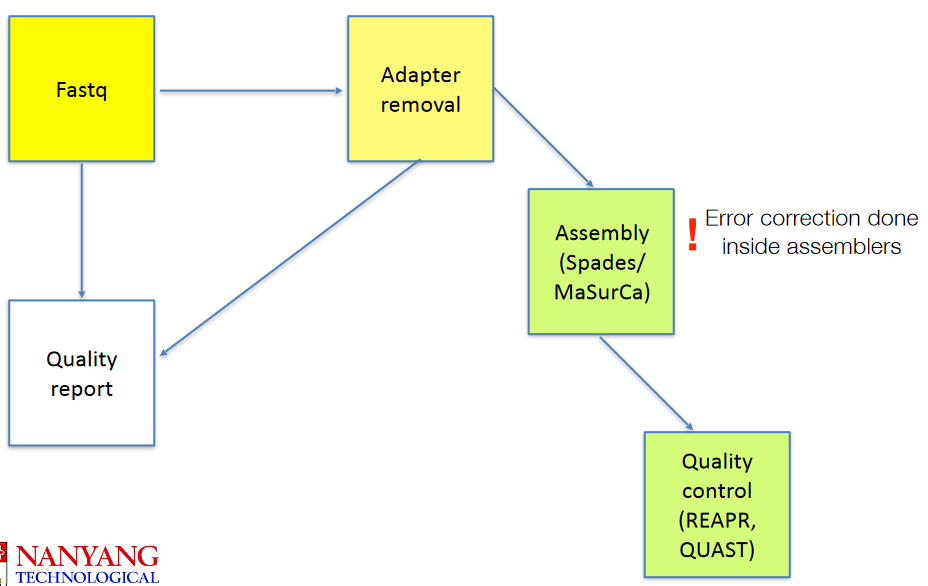 Fastq
Adapter
removal
Assembly
(Spades/
MaSurCa)
!
Error correction done
inside assemblers
Quality
report
Quality
control
(REAPR,
QUAST)
NANYANG
TECHNOLOGICAL